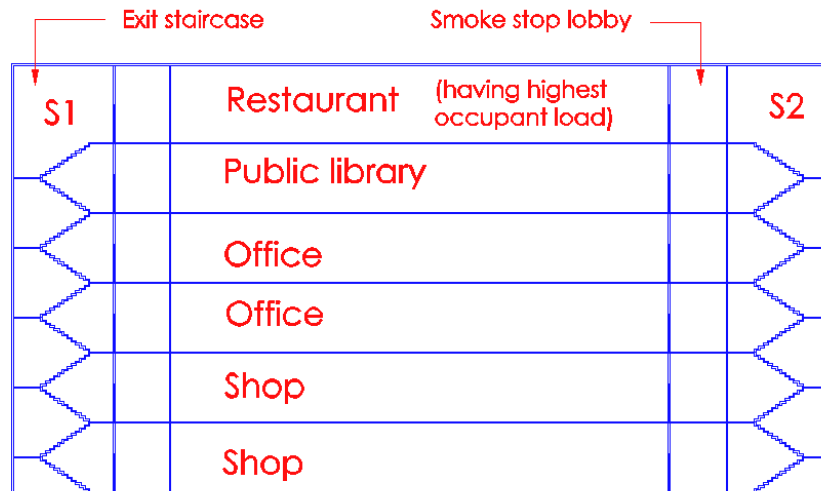 Exit staircase
Smoke stop lobby
S1
Restaurant
(having highest
occupant load)
S2
Public library
Office
Office
Shop
Shop